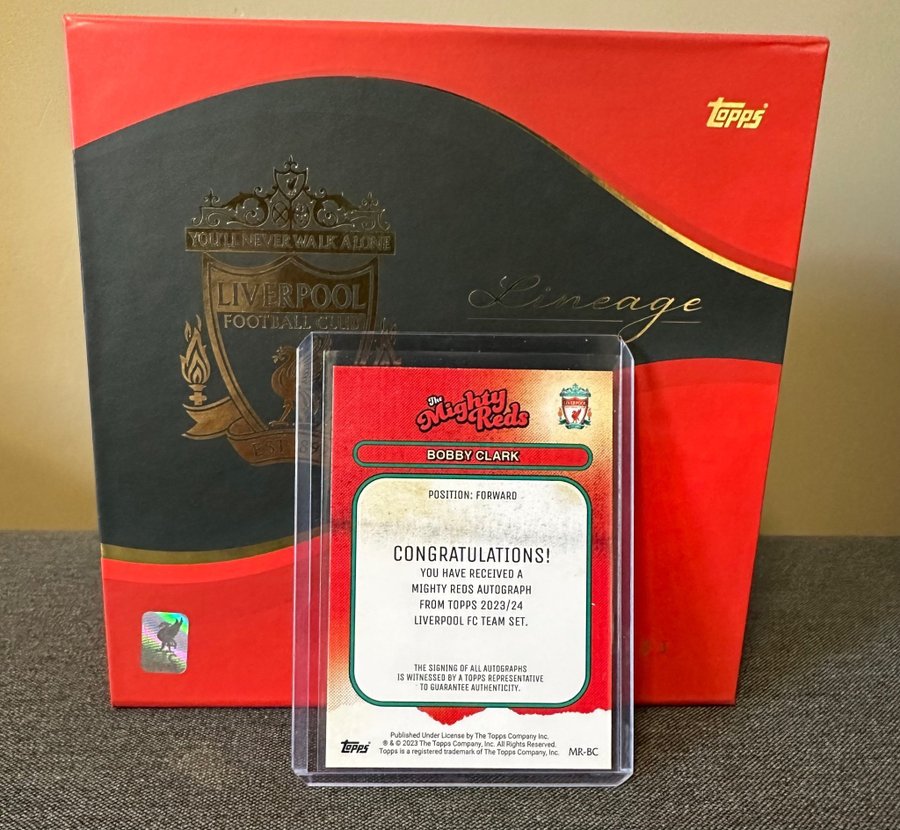 Topps
YOU'LL NEVER WALK ALONE
LIVERPOOL
FOOTBALL CLUB
Lineage
The
Mighty
Reds
LIVERPOOL
BOBBY CLARK
POSITION: FORWARD
CONGRATULATIONS!
YOU HAVE RECEIVED A
MIGHTY REDS AUTOGRAPH
FROM TOPPS 2023/24
LIVERPOOL FC TEAM SET.
THE SIGNING OF ALL AUTOGRAPHS
IS WITNESSED BY A TOPPS REPRESENTATIVE
TO GUARANTEE AUTHENTICITY.
Published Under License by The Topps Company Inc.
® & © 2023 The Topps Company, Inc. All Rights Reserved.
Topps is a registered trademark of The Topps Company, Inc.
Topps
MR-BC